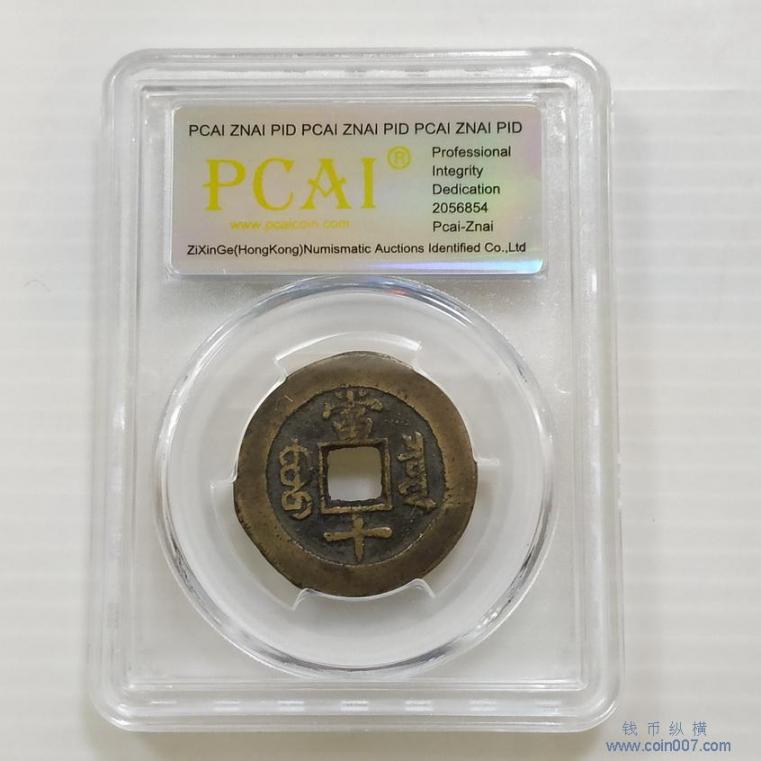 PCAI ZNAI PID PCAI ZNAI PID PCAI ZNAI PID
PCAI®
www.pcaicoin.com
Professional
Integrity
Dedication
2056854
Pcai-Znai
ZiXinGe(HongKong)Numismatic Auctions Identified Co.,Ltd
當
十
钱币纵横
www.coin007.com